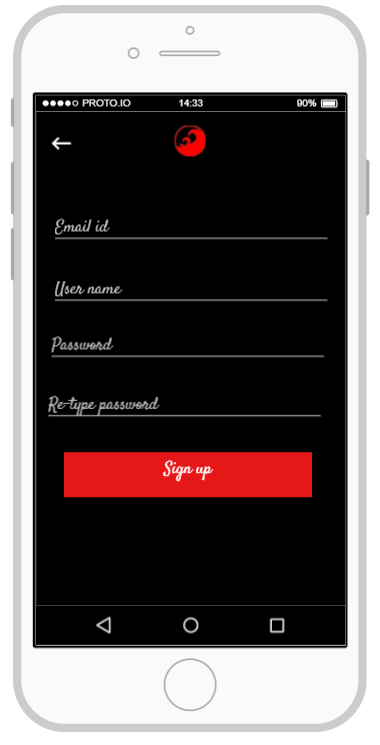 PROTO.IO 14:33 90%
Email id
User name
Password
Re-type password
Sign up